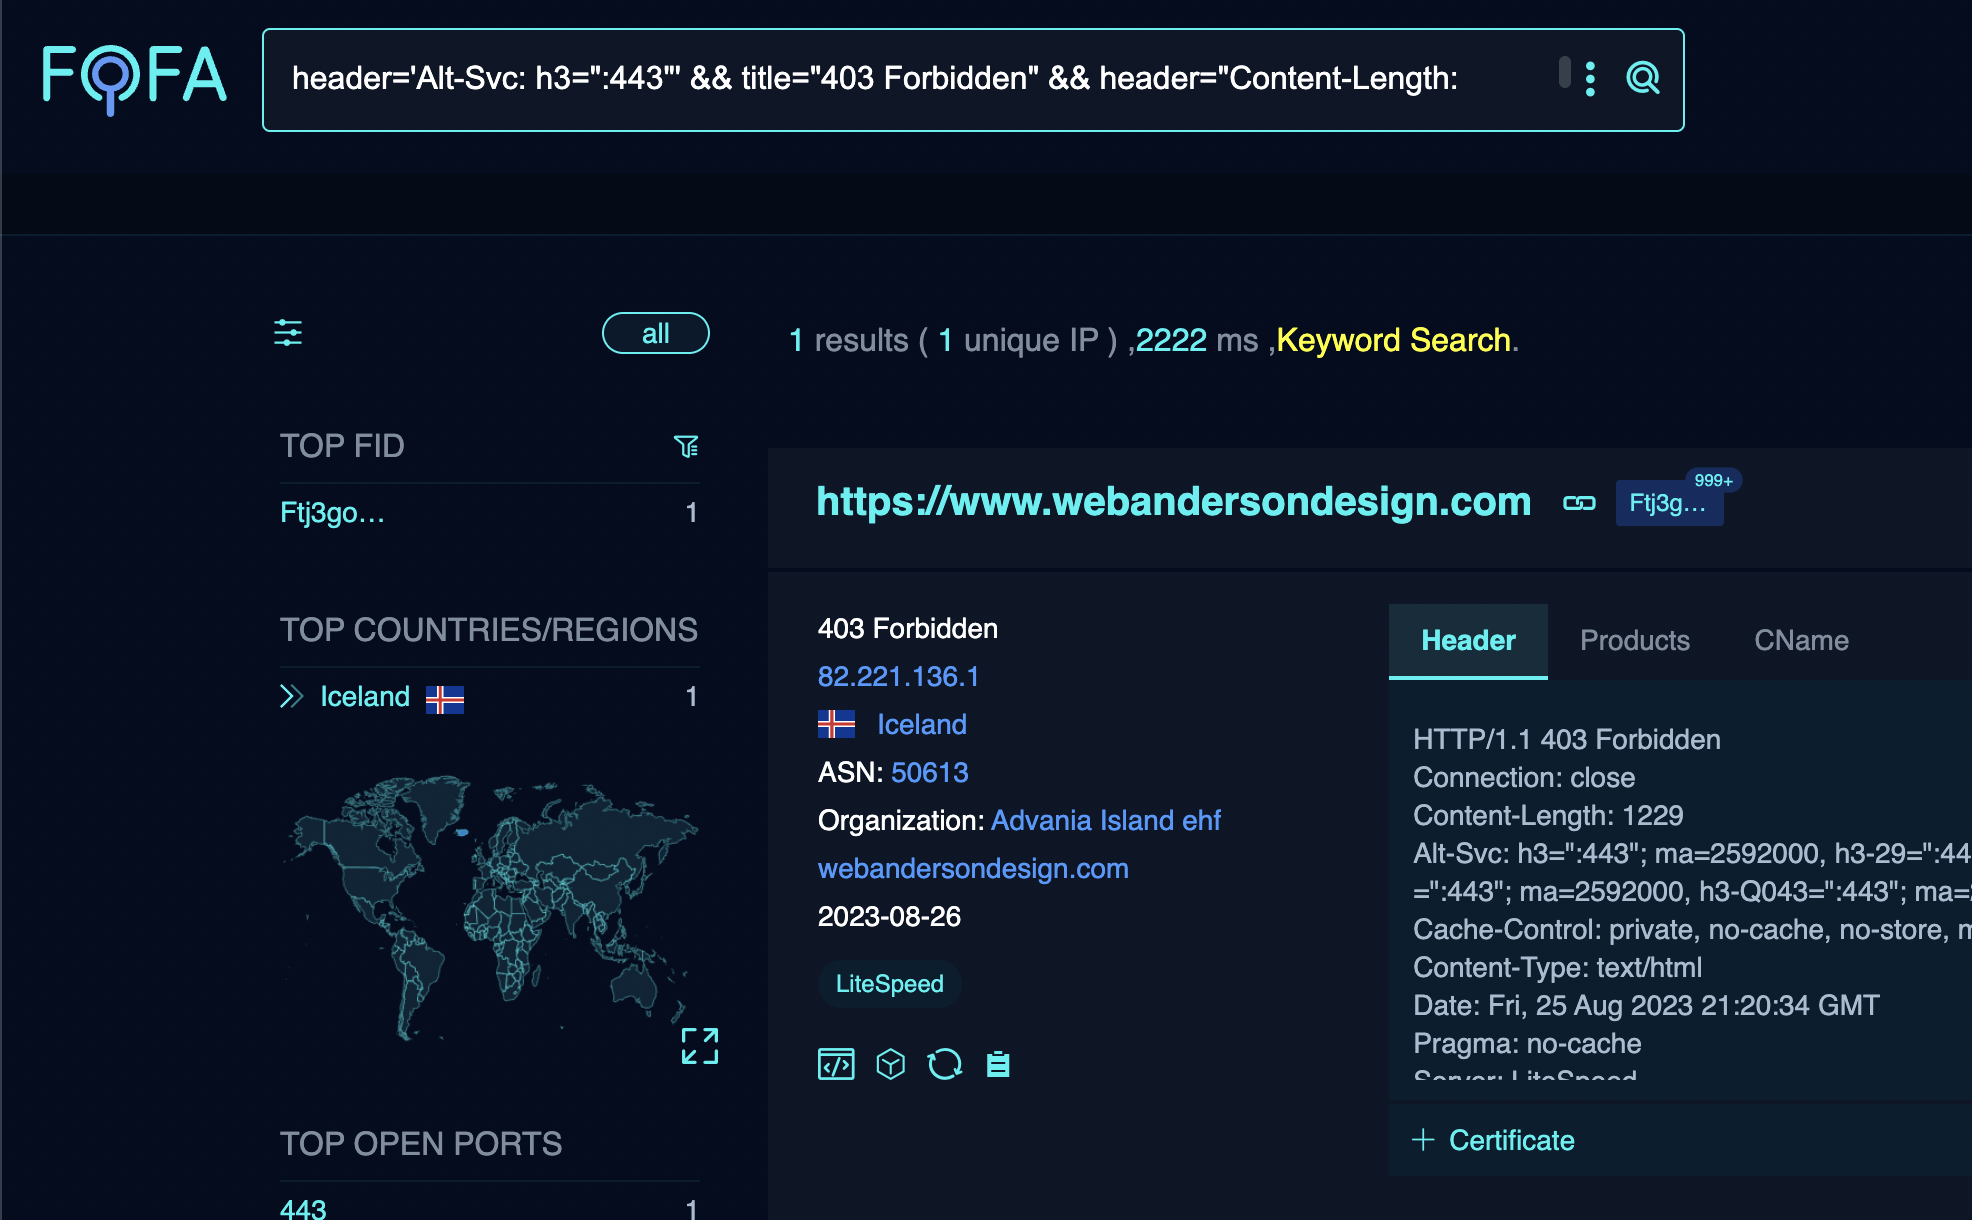 FOFA
header='Alt-Svc: h3=":443"' && title="403 Forbidden" && header="Content-Length:
all
1 results ( 1 unique IP ) ,2222 ms ,Keyword Search.
TOP FID
Ftj3go... 1
TOP COUNTRIES/REGIONS
Iceland 1
TOP OPEN PORTS
443 1
https://www.webandersondesign.com
Ftj3g...
999+
403 Forbidden
82.221.136.1
Iceland
ASN: 50613
Organization: Advania Island ehf
webandersondesign.com
2023-08-26
LiteSpeed
Header Products CName
HTTP/1.1 403 Forbidden
Connection: close
Content-Length: 1229
Alt-Svc: h3=":443"; ma=2592000, h3-29=":44
=":443"; ma=2592000, h3-Q043=":443"; ma=
Cache-Control: private, no-cache, no-store, m
Content-Type: text/html
Date: Fri, 25 Aug 2023 21:20:34 GMT
Pragma: no-cache
Server: LiteSpeed
+ Certificate